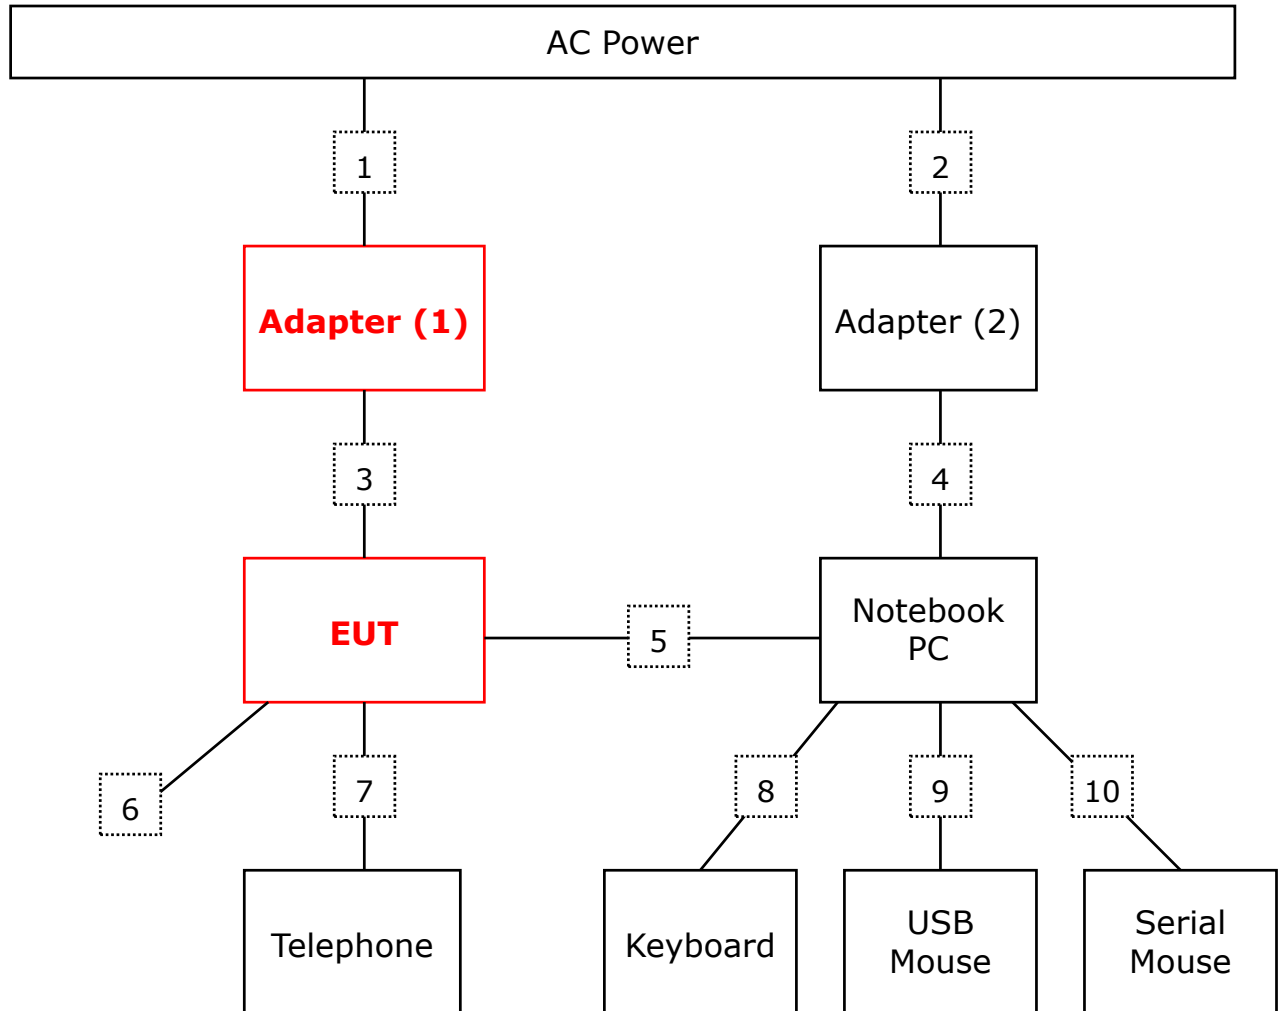 AC Power
1
2
Adapter (1)
Adapter (2)
3
4
EUT
5
Notebook
PC
6
7
8
9
10
Telephone
Keyboard
USB
Mouse
Serial
Mouse